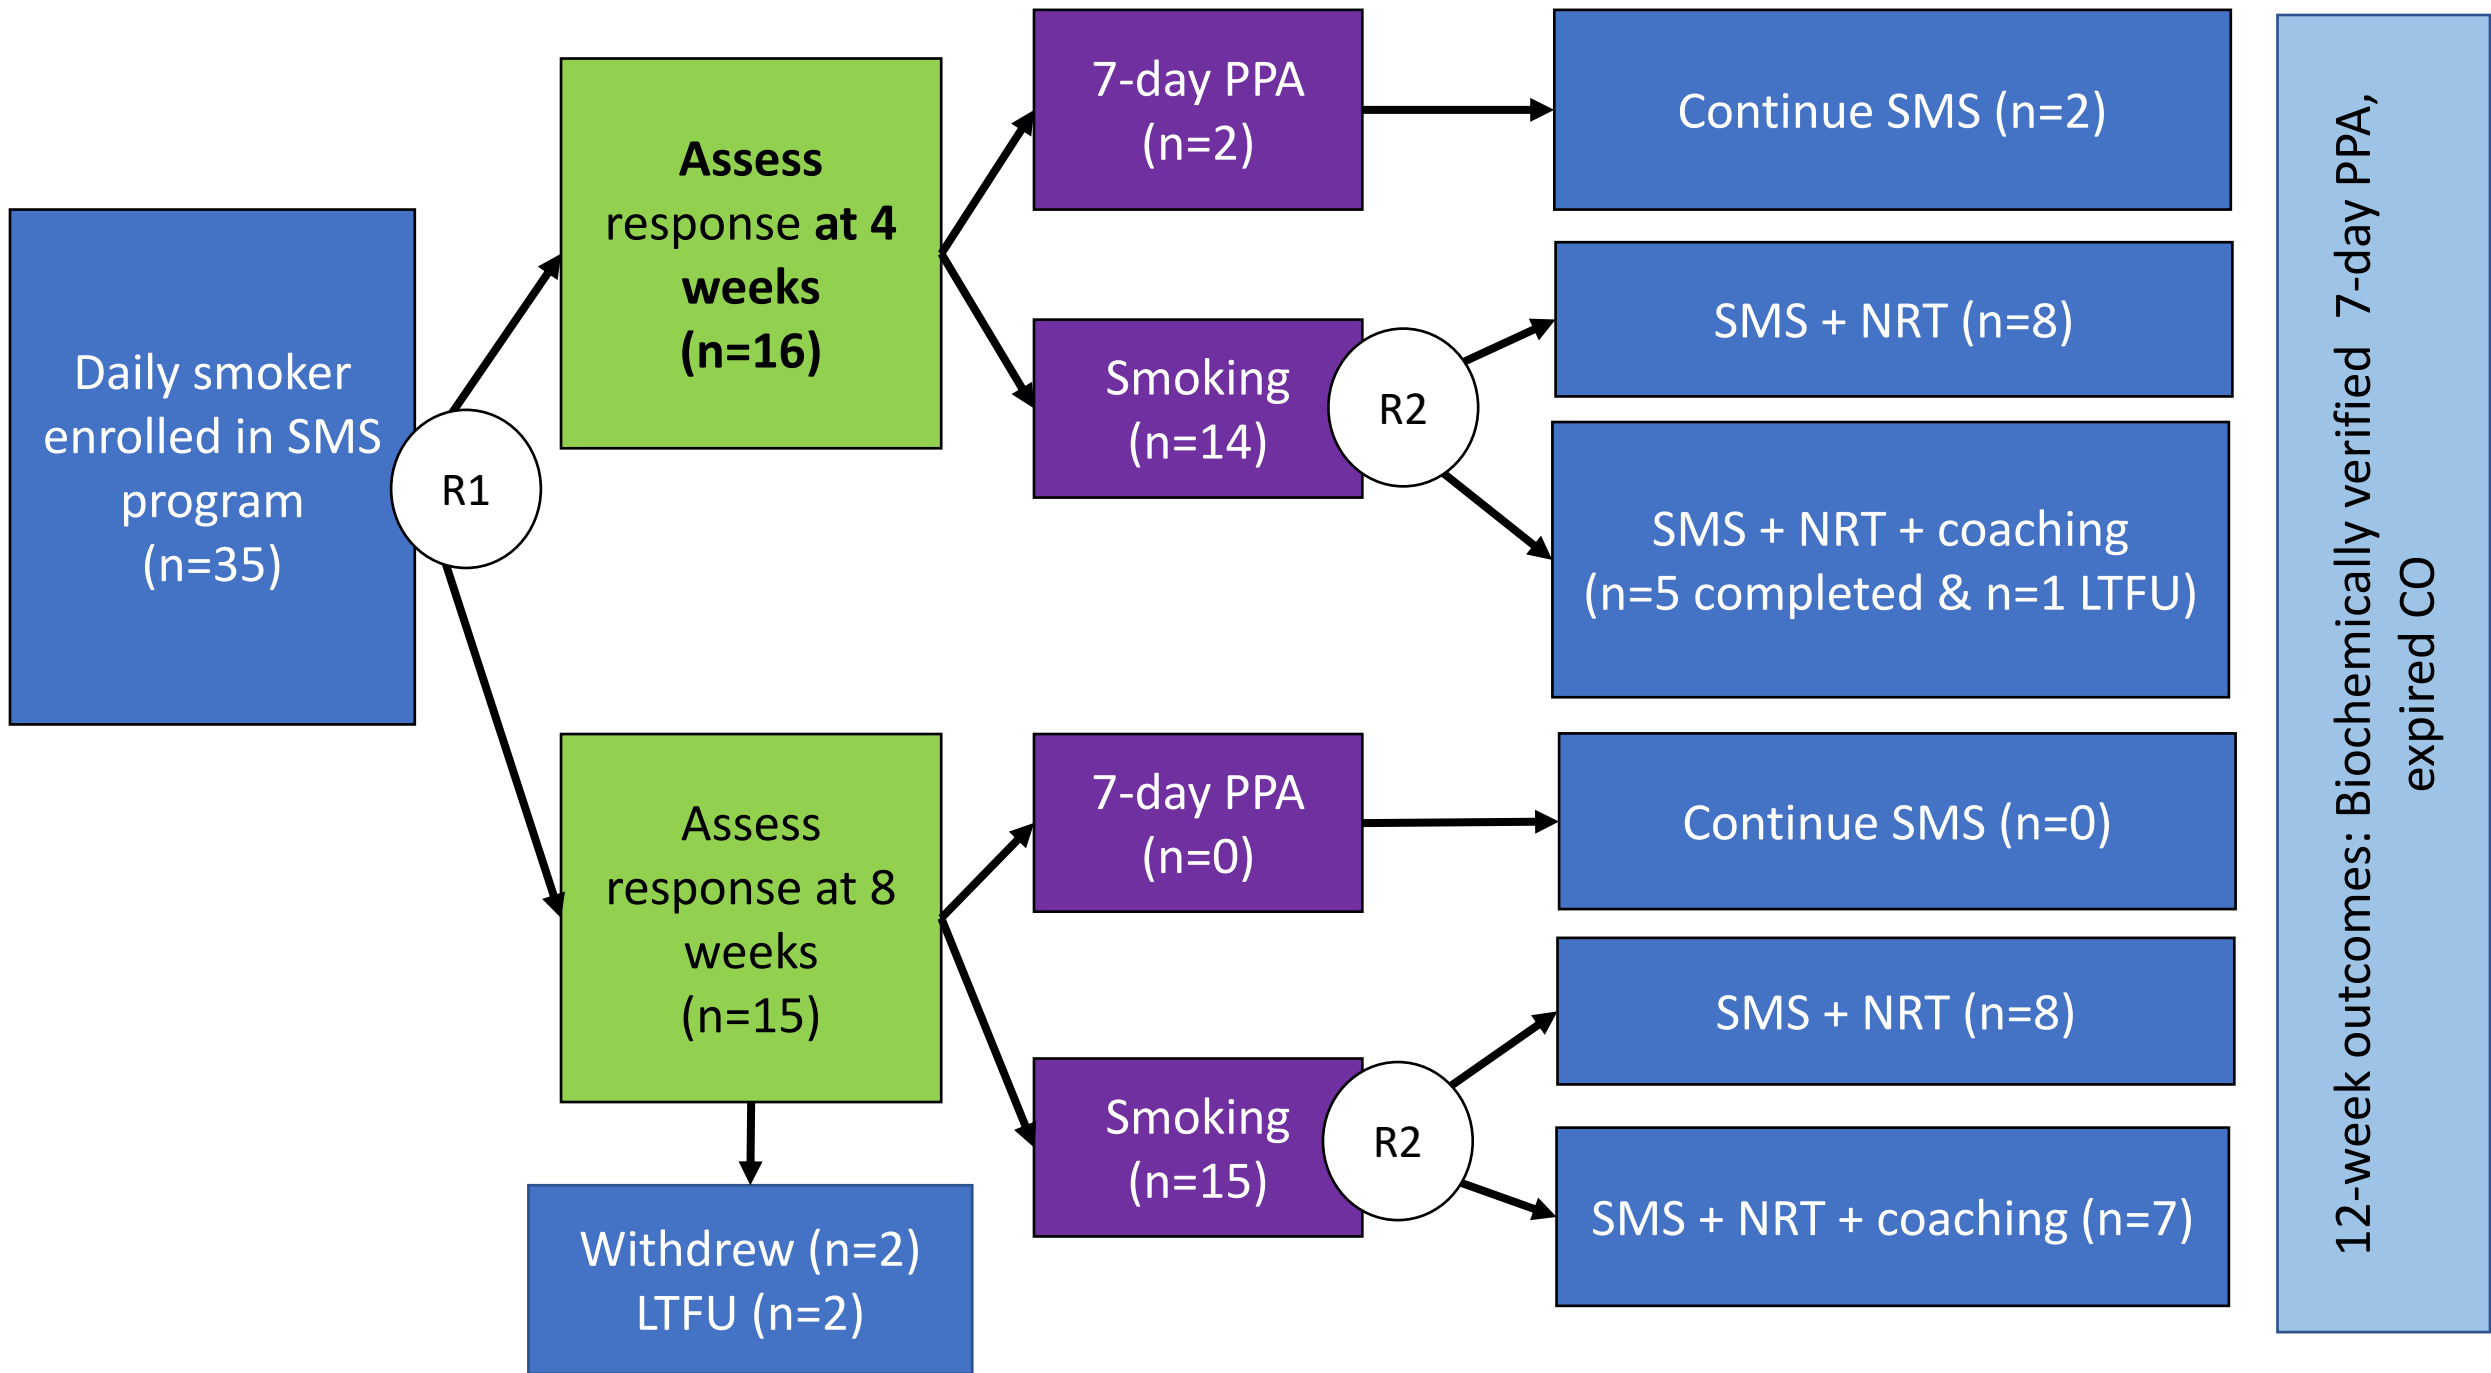 Daily smoker
enrolled in SMS
program
(n=35)
R1
Assess
response at 4
weeks
(n=16)
7-day PPA
(n=2)
Continue SMS (n=2)
Smoking
(n=14)
R2
SMS + NRT (n=8)
SMS + NRT + coaching
(n=5 completed & n=1 LTFU)
Assess
response at 8
weeks
(n=15)
7-day PPA
(n=0)
Continue SMS (n=0)
Smoking
(n=15)
R2
SMS + NRT (n=8)
SMS + NRT + coaching (n=7)
Withdrew (n=2)
LTFU (n=2)
12-week outcomes: Biochemically verified  7-day PPA,
expired CO